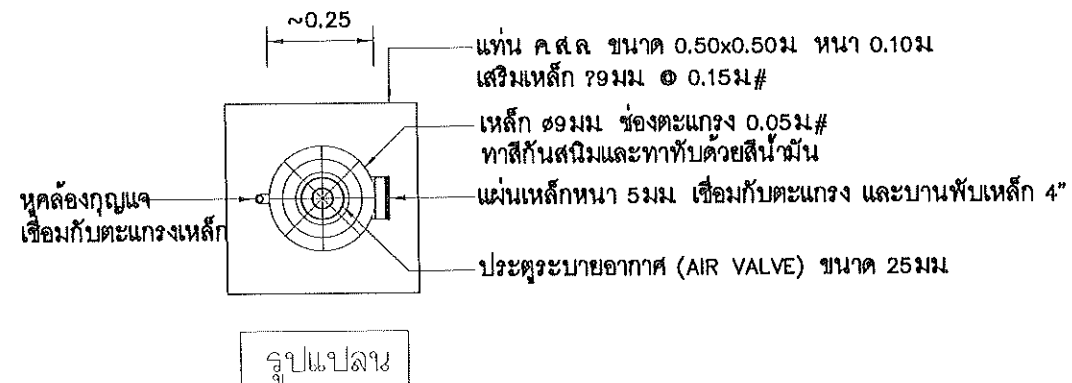 ~0.25
แท่น ค.ส.ล. ขนาด 0.50x0.50ม. หนา 0.10ม.
เสริมเหล็ก ?9มม. @ 0.15ม.#
เหล็ก ø9มม. ช่องตะแกรง 0.05ม.#
ทาสีกันสนิมและทาทับด้วยสีน้ำมัน
แผ่นเหล็กหนา 5มม. เชื่อมกับตะแกรง และบานพับเหล็ก 4"
หูคล้องกุญแจ
เชื่อมกับตะแกรงเหล็ก
ประตูระบายอากาศ (AIR VALVE) ขนาด 25มม.
รูปแปลน